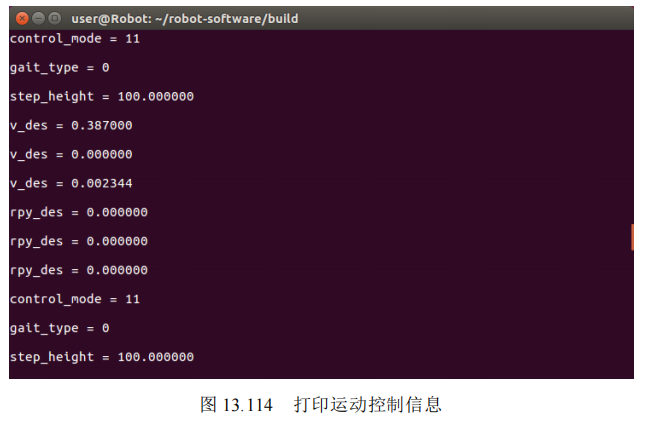 user@Robot: ~/robot-software/build
control_mode = 11
gait_type = 0
step_height = 100.000000
v_des = 0.387000
v_des = 0.000000
v_des = 0.002344
rpy_des = 0.000000
rpy_des = 0.000000
rpy_des = 0.000000
control_mode = 11
gait_type = 0
step_height = 100.000000
图 13.114 打印运动控制信息